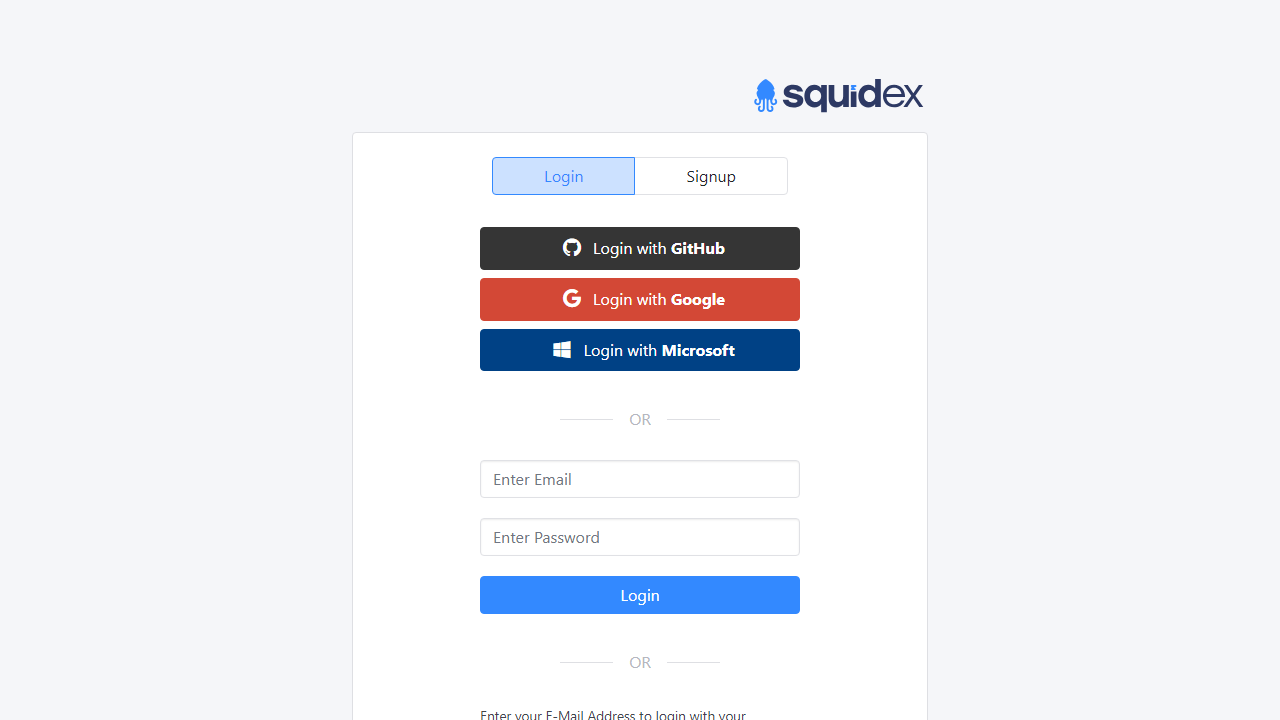 squidex
Login
Signup
Login with GitHub
Login with Google
Login with Microsoft
OR
Enter Email
Enter Password
Login
OR
Enter your E-Mail Address to login with your